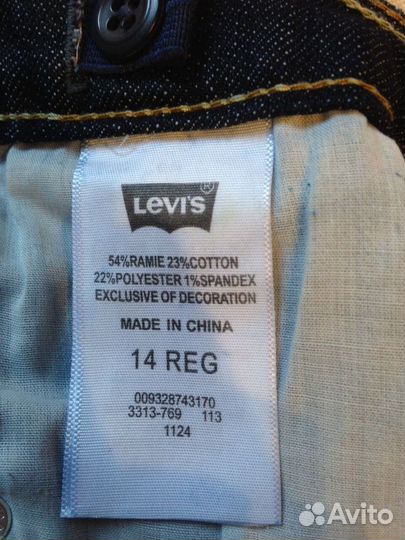 LEVI'S ®
54%RAMIE 23%COTTON
22%POLYESTER 1%SPANDEX
EXCLUSIVE OF DECORATION
MADE IN CHINA
14 REG
009328743170
3313-769 113
1124
Avito